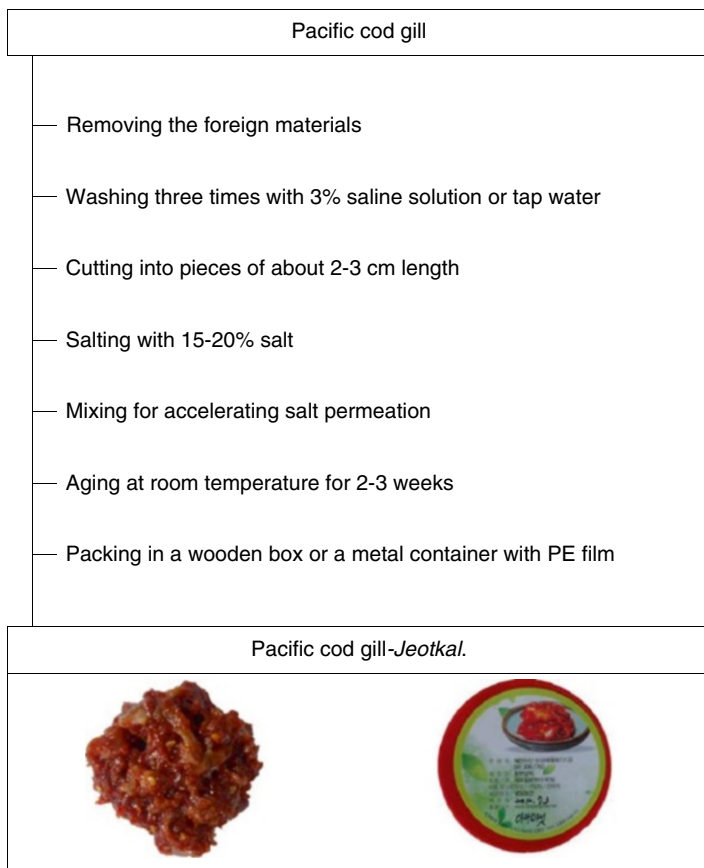 Pacific cod gill
Removing the foreign materials
Washing three times with 3% saline solution or tap water
Cutting into pieces of about 2-3 cm length
Salting with 15-20% salt
Mixing for accelerating salt permeation
Aging at room temperature for 2-3 weeks
Packing in a wooden box or a metal container with PE film
Pacific cod gill-Jeotkal.